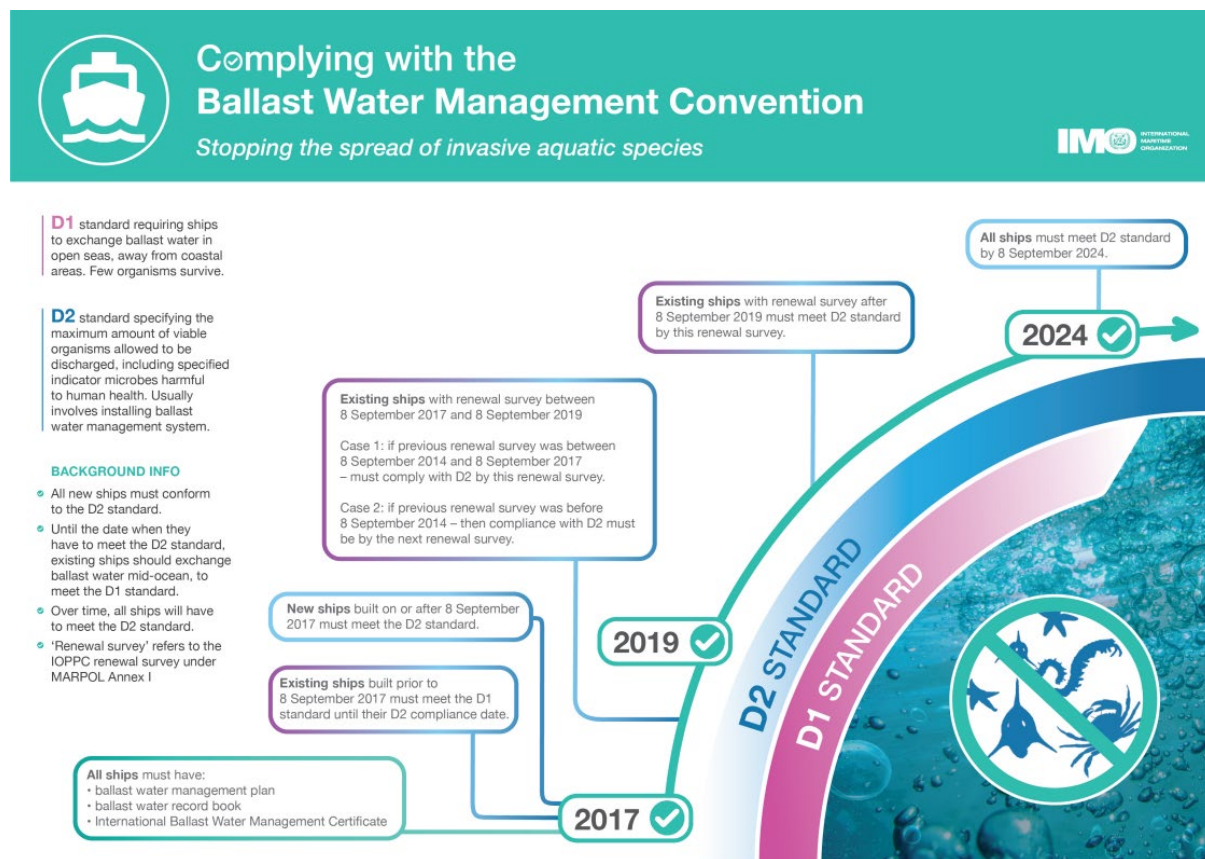 Complying with the
Ballast Water Management Convention
Stopping the spread of invasive aquatic species
IMO
INTERNATIONAL
MARITIME
ORGANIZATION
D1 standard requiring ships
to exchange ballast water in
open seas, away from coastal
areas. Few organisms survive.
D2 standard specifying the
maximum amount of viable
organisms allowed to be
discharged, including specified
indicator microbes harmful
to human health. Usually
involves installing ballast
water management system.
BACKGROUND INFO
All new ships must conform
to the D2 standard.
Until the date when they
have to meet the D2 standard,
existing ships should exchange
ballast water mid-ocean, to
meet the D1 standard.
Over time, all ships will have
to meet the D2 standard.
‘Renewal survey’ refers to the
IOPPC renewal survey under
MARPOL Annex I
All ships must meet D2 standard
by 8 September 2024.
2024
Existing ships with renewal survey after
8 September 2019 must meet D2 standard
by this renewal survey.
Existing ships with renewal survey between
8 September 2017 and 8 September 2019
Case 1: if previous renewal survey was between
8 September 2014 and 8 September 2017
– must comply with D2 by this renewal survey.
Case 2: if previous renewal survey was before
8 September 2014 – then compliance with D2 must
be by the next renewal survey.
2019
New ships built on or after 8 September
2017 must meet the D2 standard.
Existing ships built prior to
8 September 2017 must meet the D1
standard until their D2 compliance date.
All ships must have:
• ballast water management plan
• ballast water record book
• International Ballast Water Management Certificate
2017
D2 STANDARD
D1 STANDARD